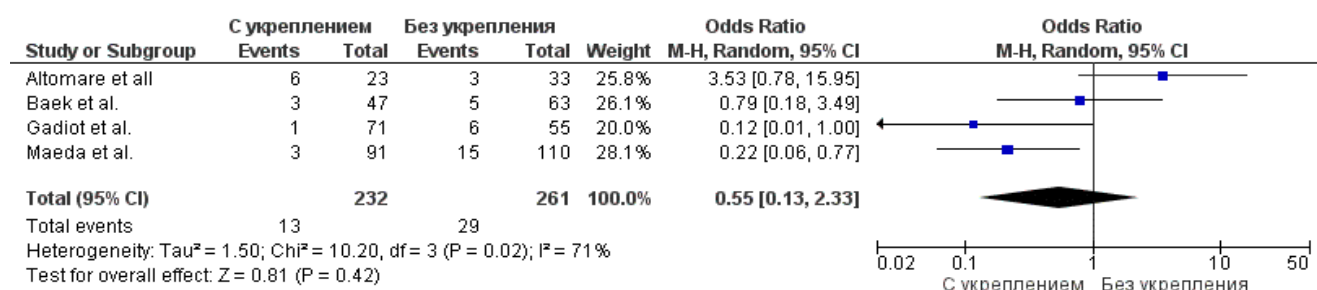 С укреплением Без укрепления Odds Ratio Odds Ratio
Study or Subgroup Events Total Events Total Weight M-H, Random, 95% CI M-H, Random, 95% CI
Altomare et all 6 23 3 33 25.8% 3.53 [0.78, 15.95]
Baek et al. 3 47 5 63 26.1% 0.79 [0.18, 3.49]
Gadiot et al. 1 71 6 55 20.0% 0.12 [0.01, 1.00]
Maeda et al. 3 91 15 110 28.1% 0.22 [0.06, 0.77]
Total (95% CI) 232 261 100.0% 0.55 [0.13, 2.33]
Total events 13 29
Heterogeneity: Tau² = 1.50; Chi² = 10.20, df = 3 (P = 0.02); I² = 71%
Test for overall effect: Z = 0.81 (P = 0.42)
0.02 0.1 1 10 50
С укреплением Без укрепления